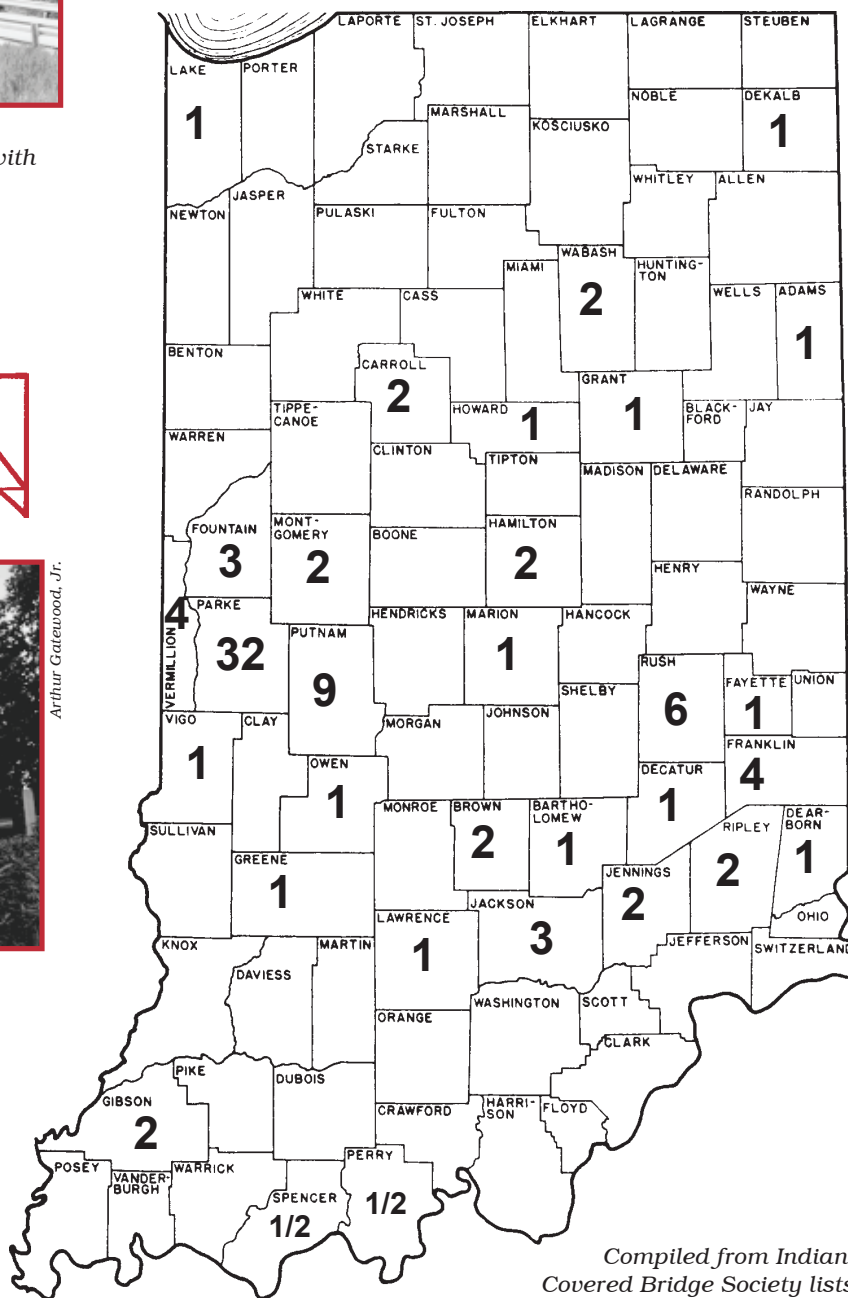 with
Arthur Gatewood, Jr.
LAPORTE
ST. JOSEPH
ELKHART
LAGRANGE
STEUBEN
LAKE
1
PORTER
NOBLE
DEKALB
1
MARSHALL
KOSCIUSKO
STARKE
WHITLEY
ALLEN
NEWTON
JASPER
PULASKI
FULTON
WABASH
2
MIAMI
HUNTING-
TON
WELLS
ADAMS
1
WHITE
CASS
BENTON
CARROLL
2
GRANT
1
TIPPE-
CANOE
HOWARD
1
BLACK-
FORD
JAY
WARREN
CLINTON
TIPTON
MADISON
DELAWARE
RANDOLPH
FOUNTAIN
3
MONT-
GOMERY
2
BOONE
HAMILTON
2
HENRY
WAYNE
4
VERMILLION
PARKE
32
PUTNAM
9
HENDRICKS
MARION
1
HANCOCK
RUSH
6
FAYETTE
1
UNION
SHELBY
VIGO
1
CLAY
MORGAN
JOHNSON
FRANKLIN
4
OWEN
1
DECATUR
1
MONROE
BROWN
2
BARTHO-
LOMEW
1
RIPLEY
2
DEAR-
BORN
1
SULLIVAN
GREENE
1
JENNINGS
2
JACKSON
3
OHIO
LAWRENCE
1
KNOX
MARTIN
JEFFERSON
SWITZERLAND
DAVIESS
WASHINGTON
SCOTT
ORANGE
CLARK
PIKE
DUBOIS
GIBSON
2
CRAWFORD
HARRI-
SON
FLOYD
PERRY
1/2
POSEY
VANDER-
BURGH
WARRICK
SPENCER
1/2
Compiled from Indian
Covered Bridge Society lists